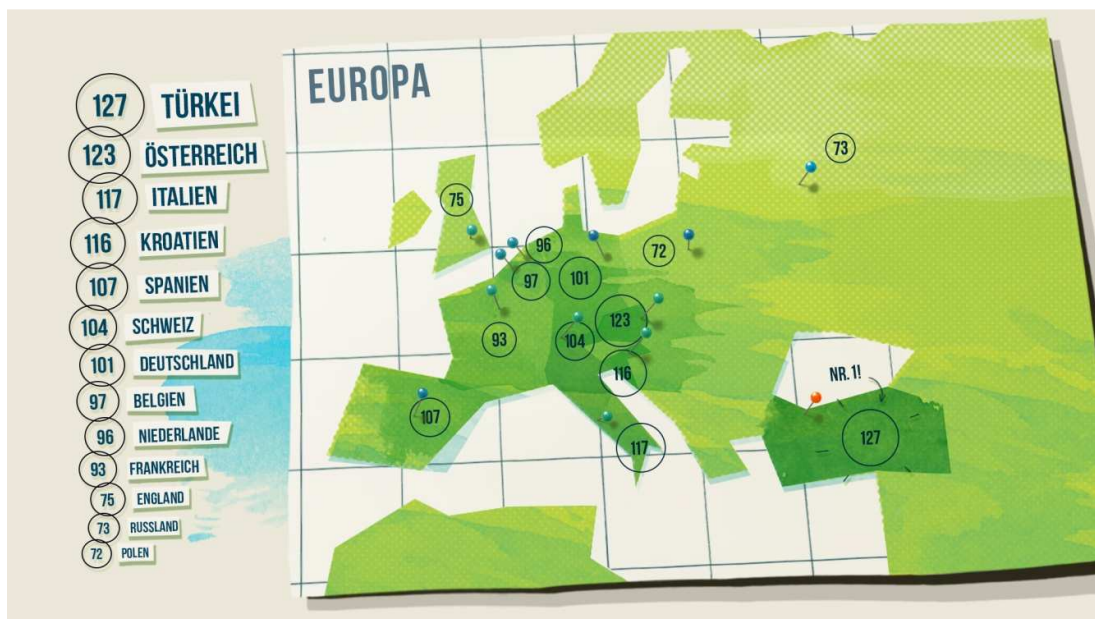 127 TÜRKEI
123 ÖSTERREICH
117 ITALIEN
116 KROATIEN
107 SPANIEN
104 SCHWEIZ
101 DEUTSCHLAND
97 BELGIEN
96 NIEDERLANDE
93 FRANKREICH
75 ENGLAND
73 RUSSLAND
72 POLEN
EUROPA
73
75
96
72
97
101
123
93
104
116
NR.1!
107
127
117